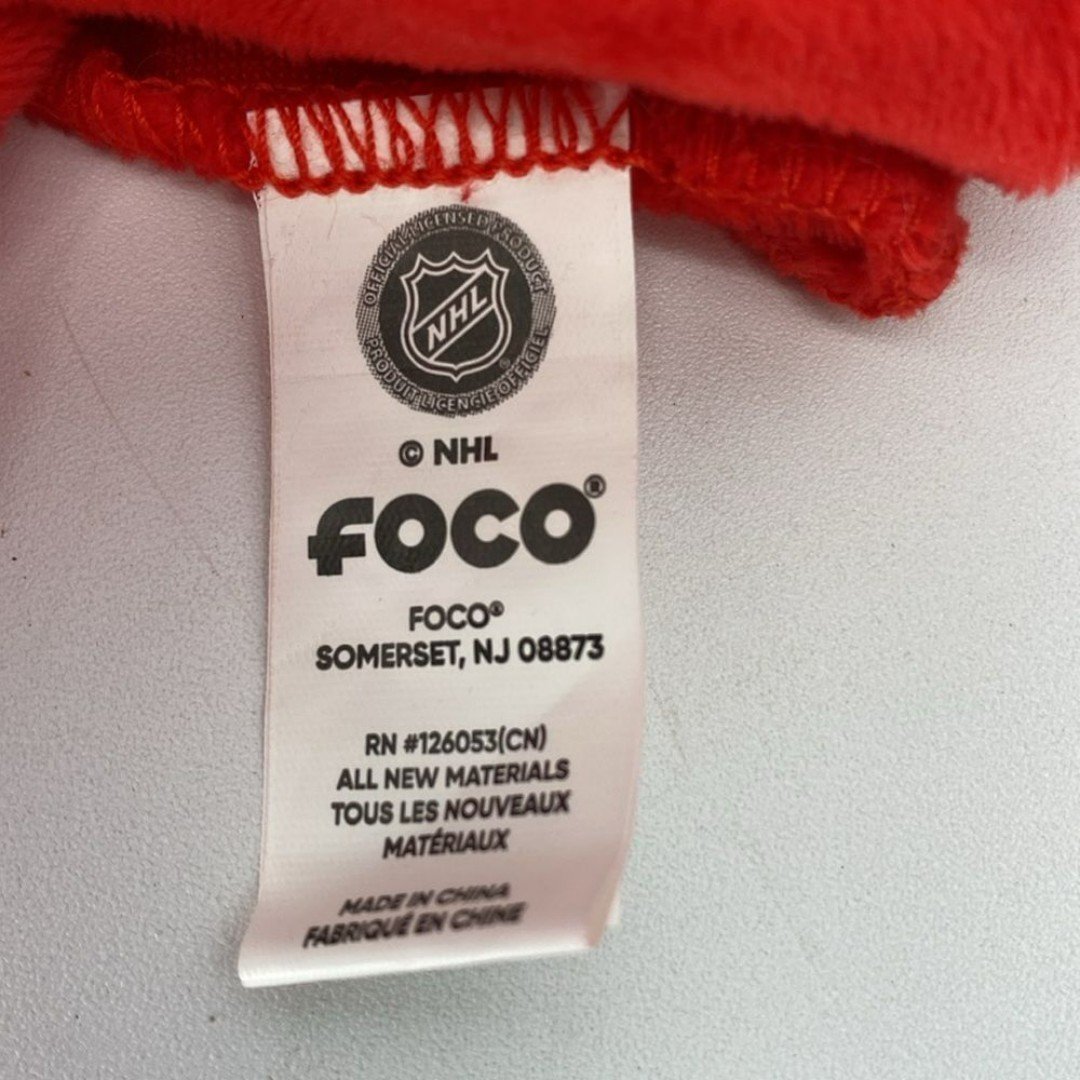 OFFICIAL LICENSED PRODUCT
NHL
®
PRODUIT LICENCIÉ OFFICIEL
© NHL
FOCO®
FOCO®
SOMERSET, NJ 08873
RN #126053(CN)
ALL NEW MATERIALS
TOUS LES NOUVEAUX
MATÉRIAUX
MADE IN CHINA
FABRIQUÉ EN CHINE